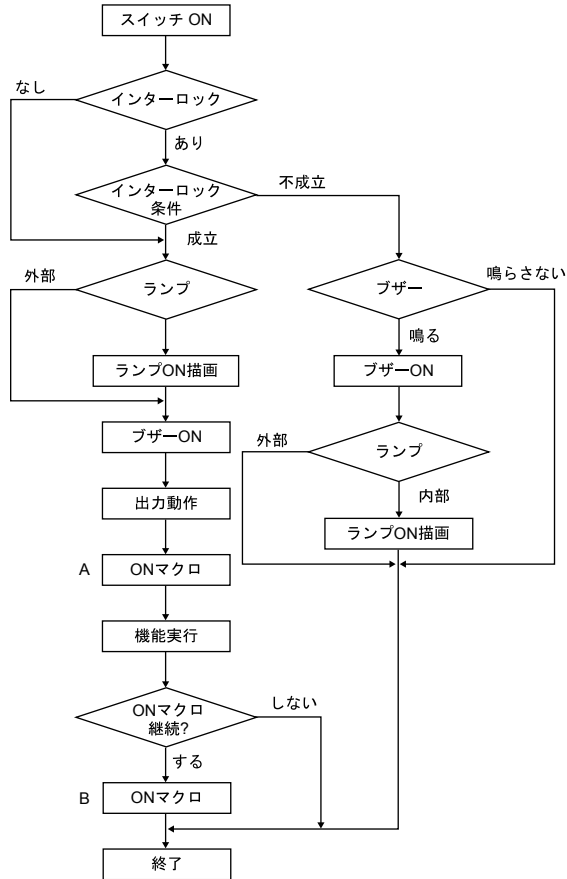 スイッチ ON
なし
インターロック
あり
インターロック
条件
不成立
成立
外部
ランプ
ブザー
鳴らさない
鳴る
ランプON描画
ブザーON
ブザーON
外部
ランプ
内部
出力動作
ランプON描画
A
ONマクロ
機能実行
ONマクロ
継続?
しない
する
B
ONマクロ
終了